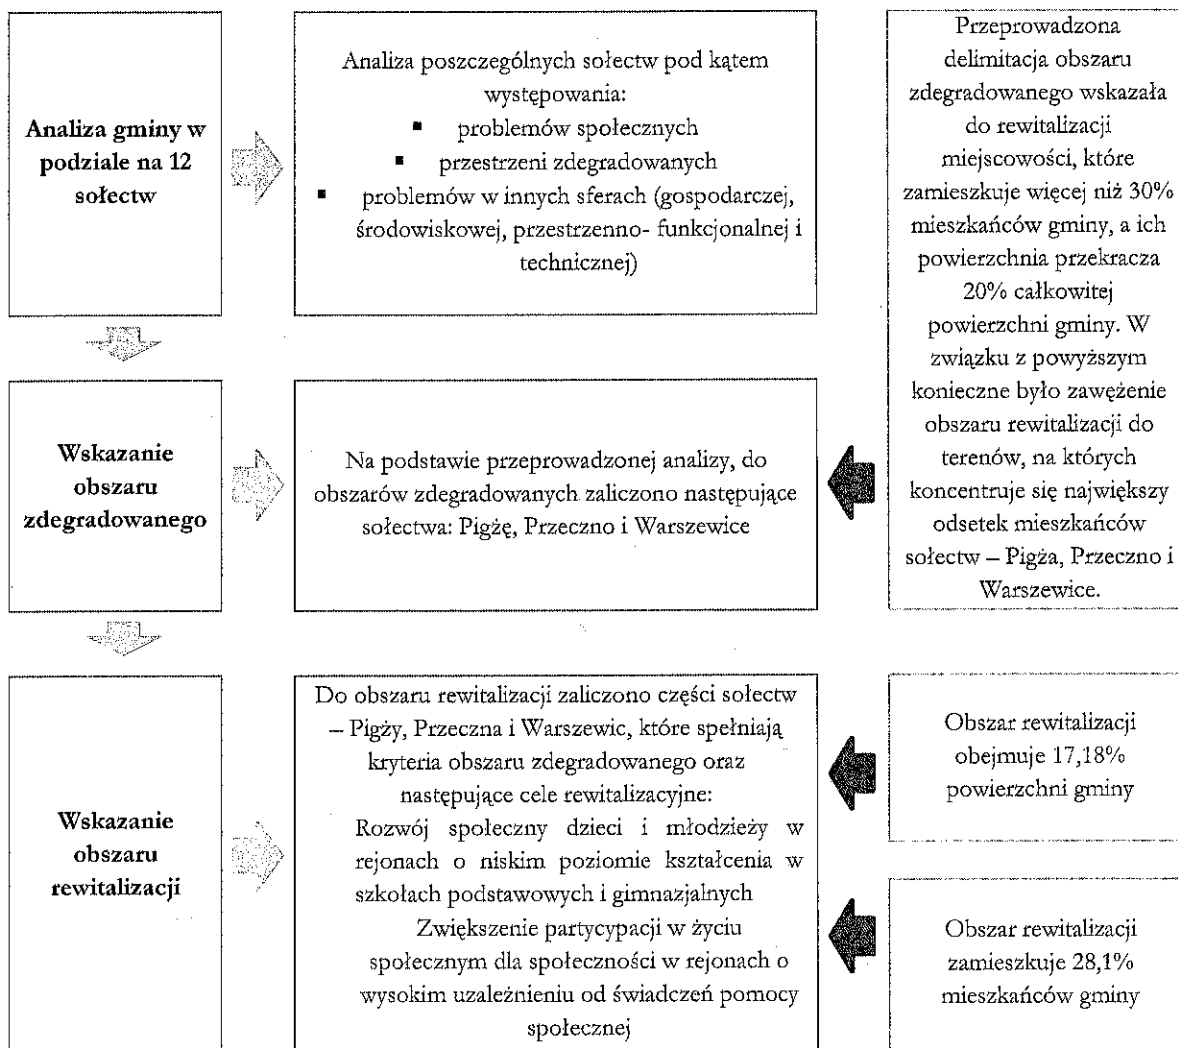 Analiza gminy w
podziale na 12
sołectw
Analiza poszczególnych sołectw pod kątem
występowania:
▪ problemów społecznych
▪ przestrzeni zdegradowanych
▪ problemów w innych sferach (gospodarczej,
środowiskowej, przestrzenno- funkcjonalnej i
technicznej)
Przeprowadzona
delimitacja obszaru
zdegradowanego wskazała
do rewitalizacji
miejscowości, które
zamieszkuje więcej niż 30%
mieszkańców gminy, a ich
powierzchnia przekracza
20% całkowitej
powierzchni gminy. W
związku z powyższym
konieczne było zawężenie
obszaru rewitalizacji do
terenów, na których
koncentruje się największy
odsetek mieszkańców
sołectw – Pigża, Przeczno i
Warszewice.
Wskazanie
obszaru
zdegradowanego
Na podstawie przeprowadzonej analizy, do
obszarów zdegradowanych zaliczono następujące
sołectwa: Pigżę, Przeczno i Warszewice
Wskazanie
obszaru
rewitalizacji
Do obszaru rewitalizacji zaliczono części sołectw
– Pigży, Przeczna i Warszewic, które spełniają
kryteria obszaru zdegradowanego oraz
następujące cele rewitalizacyjne:
Rozwój społeczny dzieci i młodzieży w
rejonach o niskim poziomie kształcenia w
szkołach podstawowych i gimnazjalnych
Zwiększenie partycypacji w życiu
społecznym dla społeczności w rejonach o
wysokim uzależnieniu od świadczeń pomocy
społecznej
Obszar rewitalizacji
obejmuje 17,18%
powierzchni gminy
Obszar rewitalizacji
zamieszkuje 28,1%
mieszkańców gminy